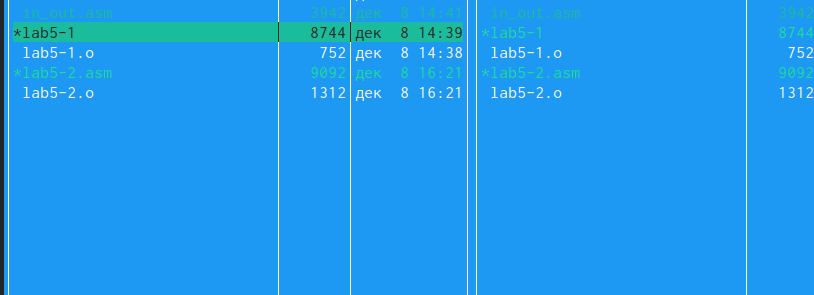 in_out.asm 3942 дек 8 14:41 in_out.asm 3942
*lab5-1 8744 дек 8 14:39 *lab5-1 8744
lab5-1.o 752 дек 8 14:38 lab5-1.o 752
*lab5-2.asm 9092 дек 8 16:21 *lab5-2.asm 9092
lab5-2.o 1312 дек 8 16:21 lab5-2.o 1312